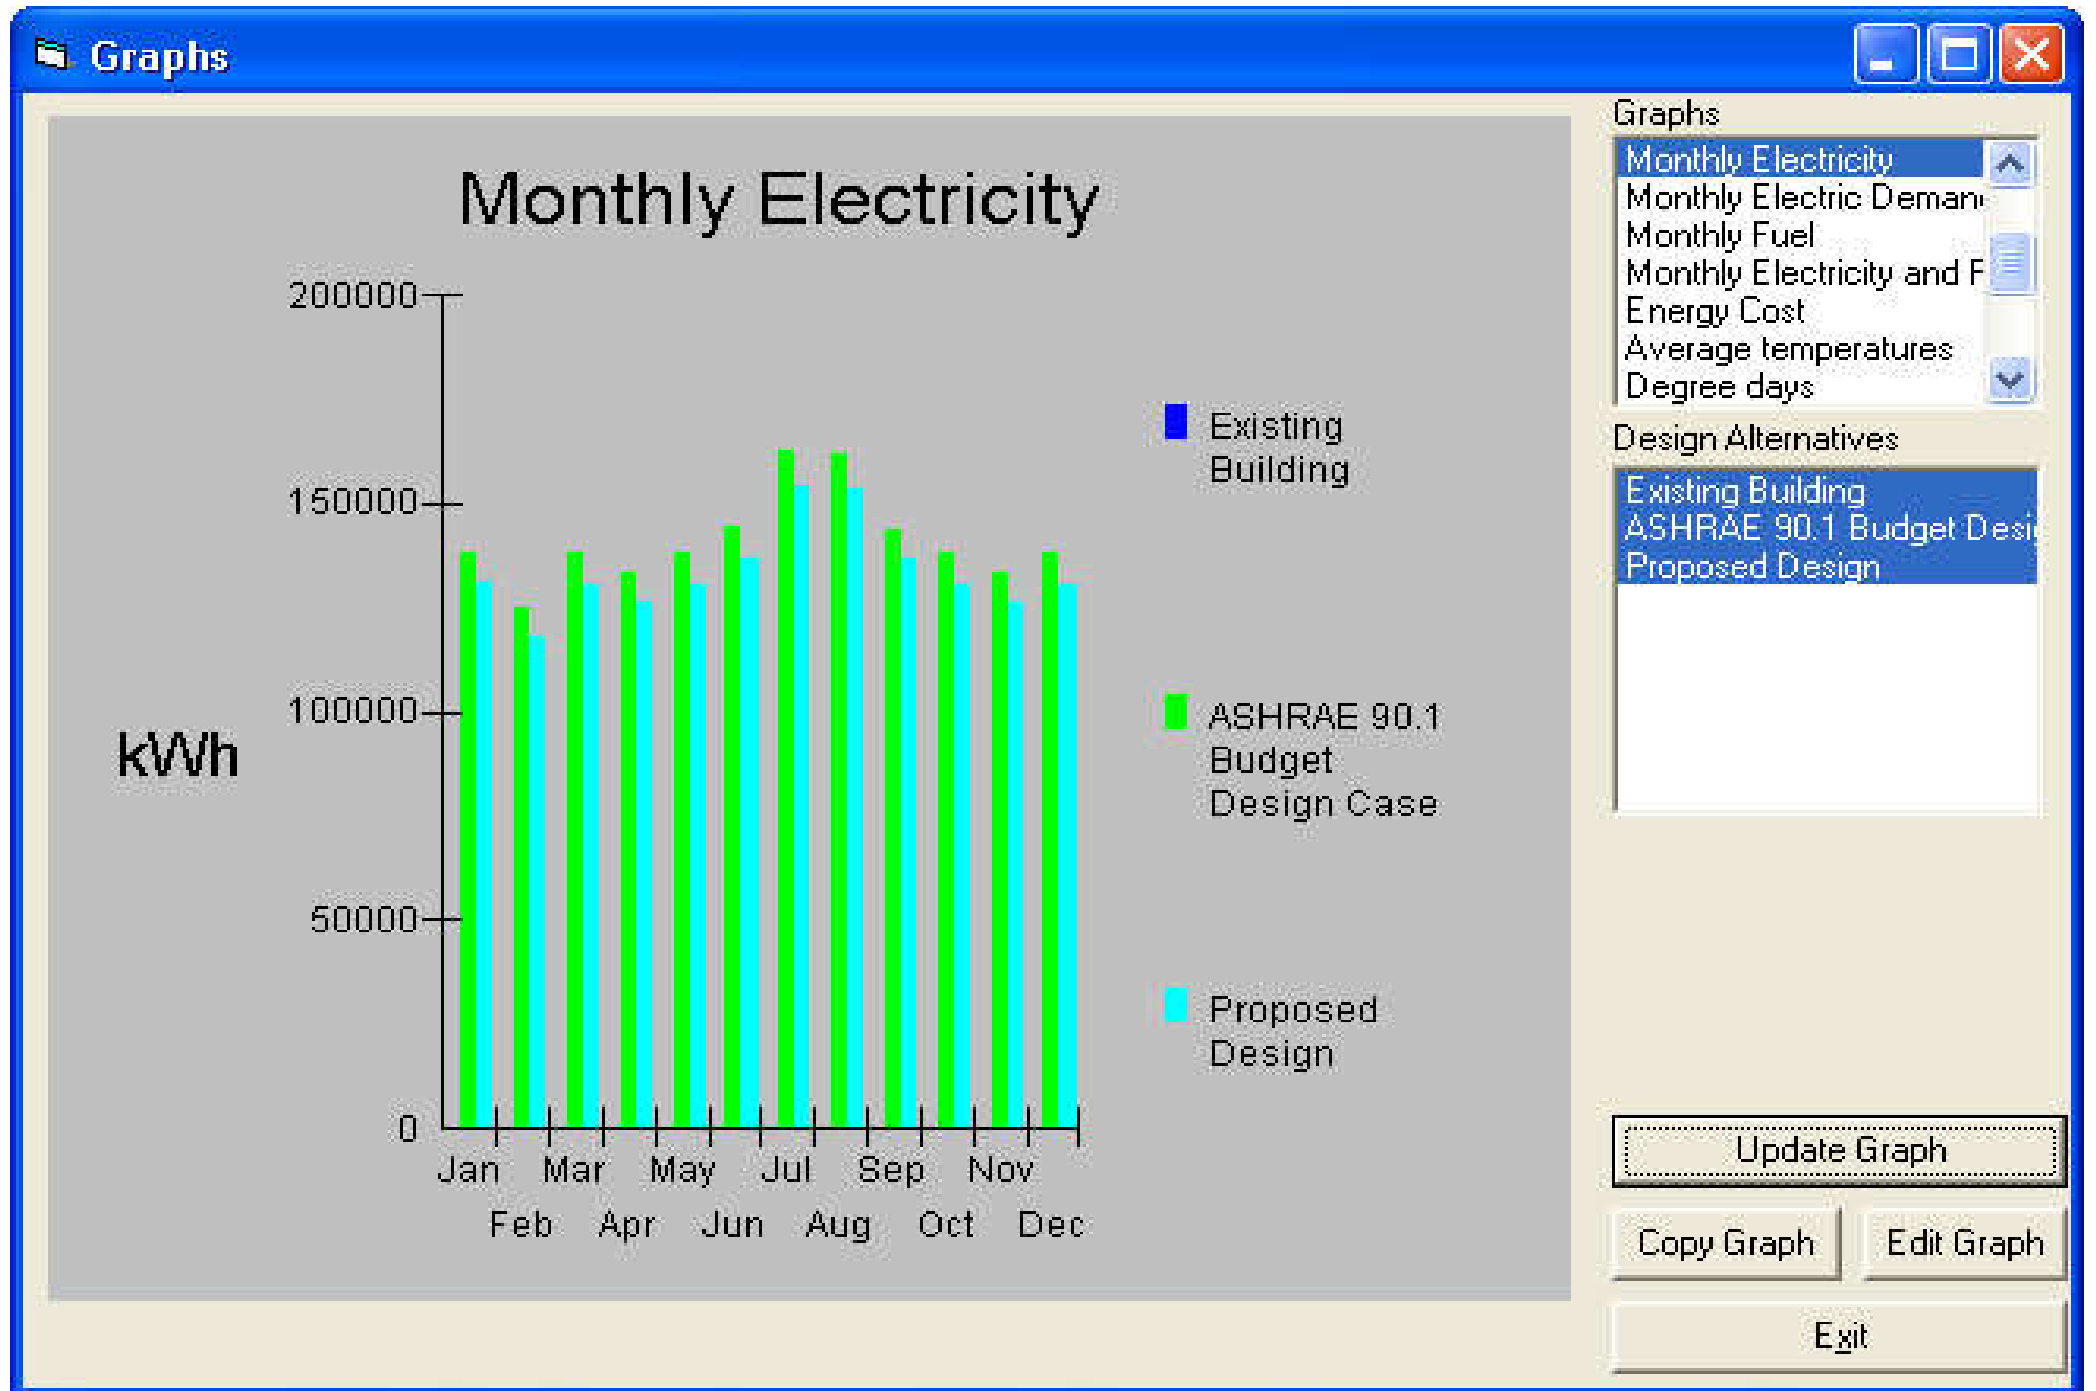 Graphs
Monthly Electricity
200000
150000
100000
50000
0
kWh
Jan Mar May Jul Sep Nov
Feb Apr Jun Aug Oct Dec
Existing
Building
ASHRAE 90.1
Budget
Design Case
Proposed
Design
Graphs
Monthly Electricity
Monthly Electric Deman
Monthly Fuel
Monthly Electricity and F
Energy Cost
Average temperatures
Degree days
Design Alternatives
Existing Building
ASHRAE 90.1 Budget Desi
Proposed Design
Update Graph
Copy Graph
Edit Graph
Exit